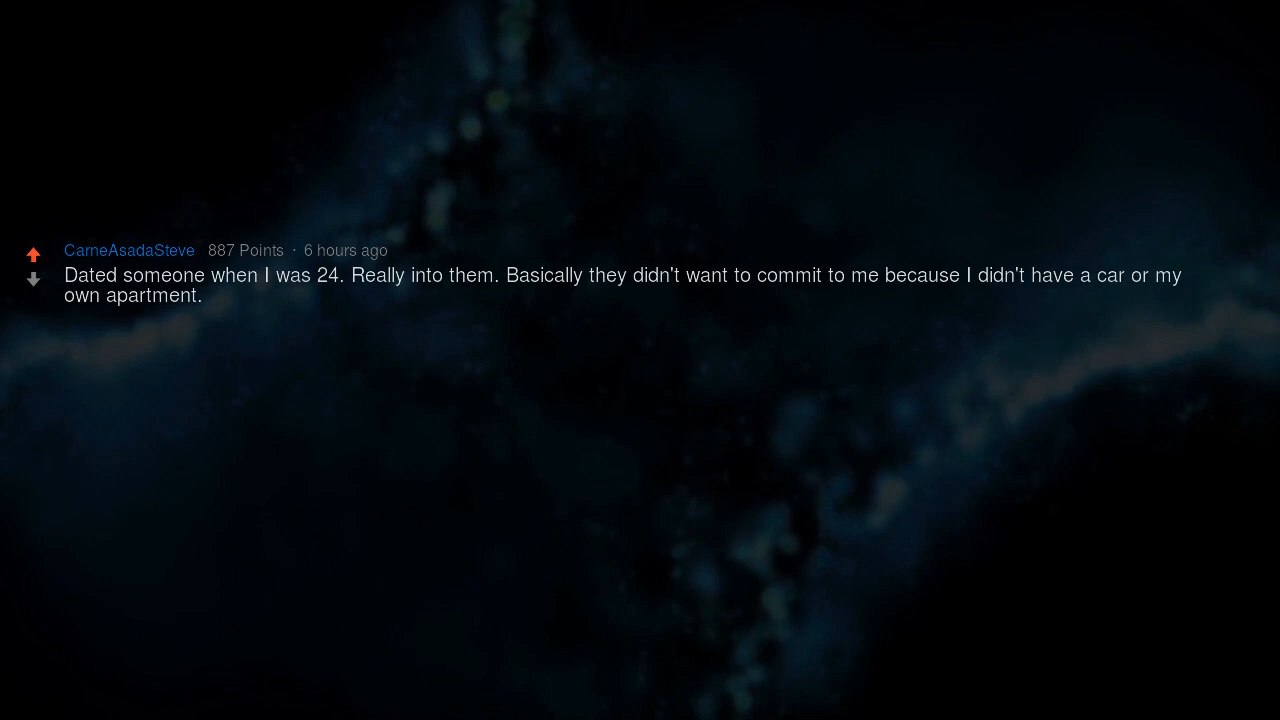 CarneAsadaSteve 887 Points · 6 hours ago
Dated someone when I was 24. Really into them. Basically they didn't want to commit to me because I didn't have a car or my
own apartment.